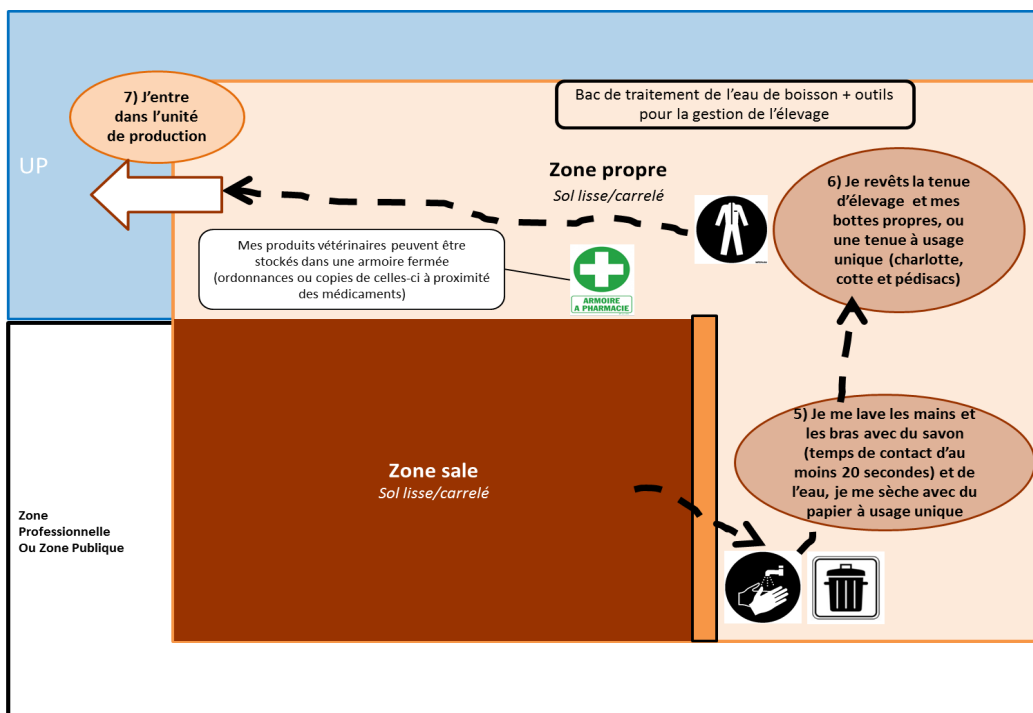 7) J'entre
dans l'unité
de production
UP
Bac de traitement de l'eau de boisson + outils
pour la gestion de l'élevage
Zone propre
Sol lisse/carrelé
6) Je revêts la tenue
d'élevage et mes
bottes propres, ou
une tenue à usage
unique (charlotte,
cotte et pédisacs)
Mes produits vétérinaires peuvent être
stockés dans une armoire fermée
(ordonnances ou copies de celles-ci à proximité
des médicaments)
ARMOIRE
A PHARMACIE
5) Je me lave les mains et
les bras avec du savon
(temps de contact d'au
moins 20 secondes) et de
l'eau, je me sèche avec du
papier à usage unique
Zone sale
Sol lisse/carrelé
Zone
Professionnelle
Ou Zone Publique